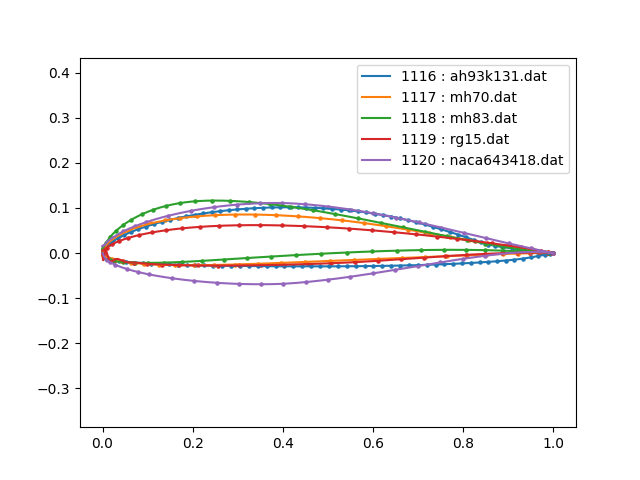 0.4
0.3
0.2
0.1
0.0
−0.1
−0.2
−0.3
0.0 0.2 0.4 0.6 0.8 1.0
1116 : ah93k131.dat
1117 : mh70.dat
1118 : mh83.dat
1119 : rg15.dat
1120 : naca643418.dat